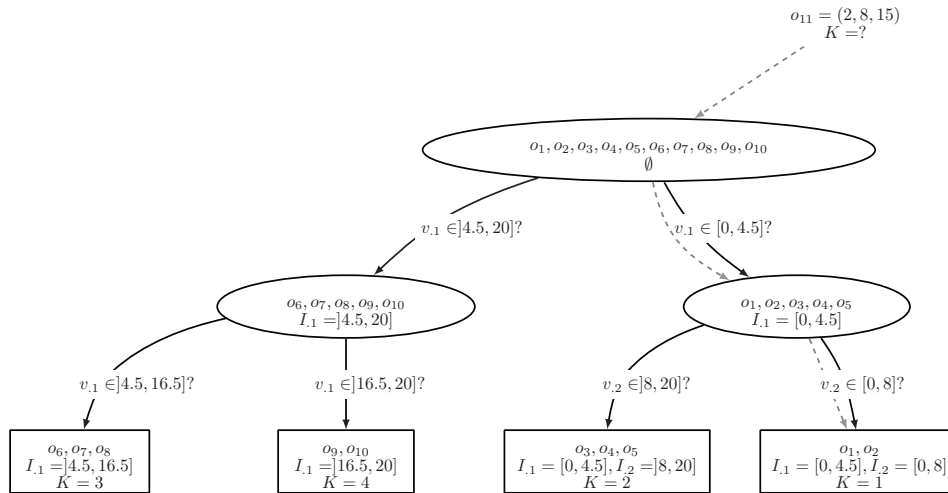 o₁₁ = (2, 8, 15)
K =?
o₁, o₂, o₃, o₄, o₅, o₆, o₇, o₈, o₉, o₁₀
∅
v.₁ ∈]4.5, 20]?
v.₁ ∈ [0, 4.5]?
o₆, o₇, o₈, o₉, o₁₀
I.₁ =]4.5, 20]
o₁, o₂, o₃, o₄, o₅
I.₁ = [0, 4.5]
v.₁ ∈]4.5, 16.5]?
v.₁ ∈]16.5, 20]?
v.₂ ∈]8, 20]?
v.₂ ∈ [0, 8]?
o₆, o₇, o₈
I.₁ =]4.5, 16.5]
K = 3
o₉, o₁₀
I.₁ =]16.5, 20]
K = 4
o₃, o₄, o₅
I.₁ = [0, 4.5], I.₂ =]8, 20]
K = 2
o₁, o₂
I.₁ = [0, 4.5], I.₂ = [0, 8]
K = 1